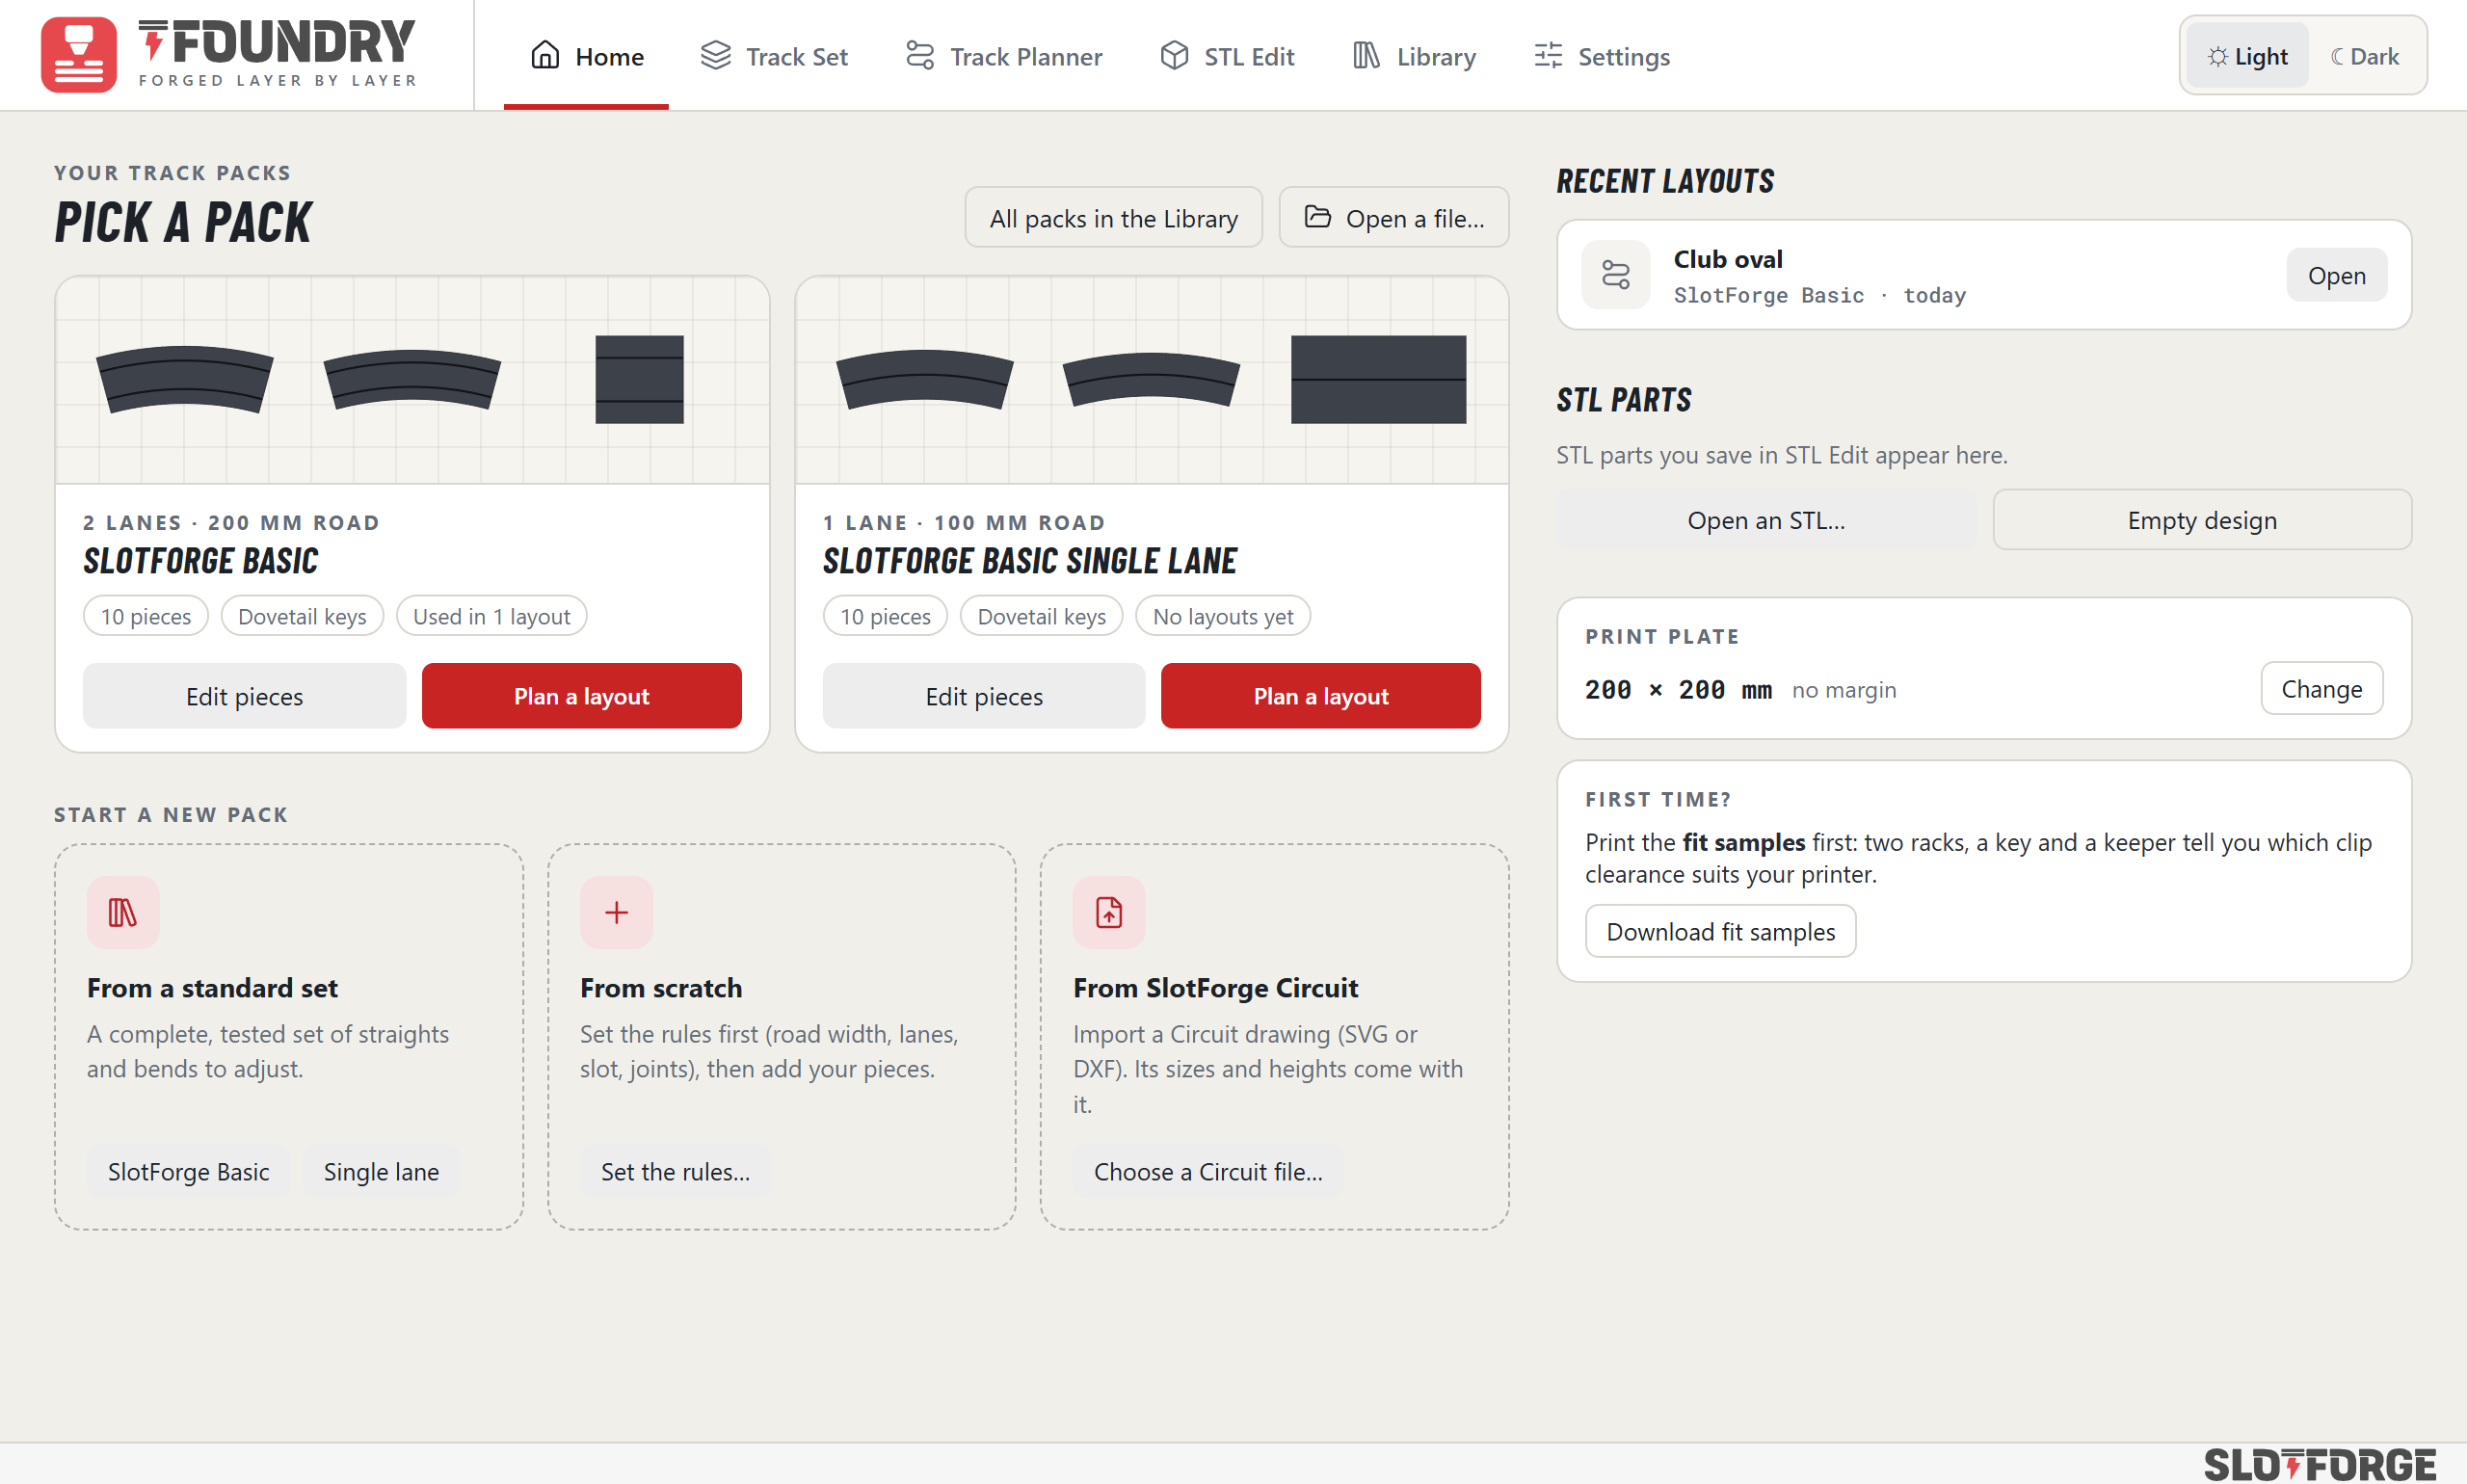 FOUNDRY
FORGED LAYER BY LAYER
Home
Track Set
Track Planner
STL Edit
Library
Settings
Light
Dark
YOUR TRACK PACKS
PICK A PACK
All packs in the Library
Open a file...
2 LANES · 200 MM ROAD
SLOTFORGE BASIC
10 pieces
Dovetail keys
Used in 1 layout
Edit pieces
Plan a layout
1 LANE · 100 MM ROAD
SLOTFORGE BASIC SINGLE LANE
10 pieces
Dovetail keys
No layouts yet
Edit pieces
Plan a layout
START A NEW PACK
From a standard set
A complete, tested set of straights
and bends to adjust.
SlotForge Basic
Single lane
From scratch
Set the rules first (road width, lanes,
slot, joints), then add your pieces.
Set the rules...
From SlotForge Circuit
Import a Circuit drawing (SVG or
DXF). Its sizes and heights come with
it.
Choose a Circuit file...
RECENT LAYOUTS
Club oval
SlotForge Basic · today
Open
STL PARTS
STL parts you save in STL Edit appear here.
Open an STL...
Empty design
PRINT PLATE
200 × 200 mm no margin
Change
FIRST TIME?
Print the fit samples first: two racks, a key and a keeper tell you which clip
clearance suits your printer.
Download fit samples
SLOTFORGE